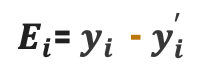 Eᵢ= yᵢ - y′ᵢ